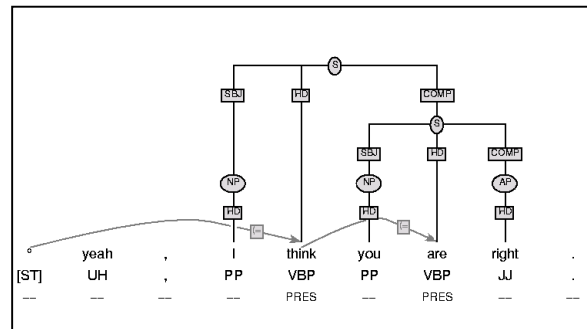 S
SBJ HD COMP
S
SBJ HD COMP
NP NP AP
HD HD HD
° yeah , I think you are right .
[ST] UH , PP VBP PP VBP JJ .
-- -- -- -- PRES -- PRES -- --